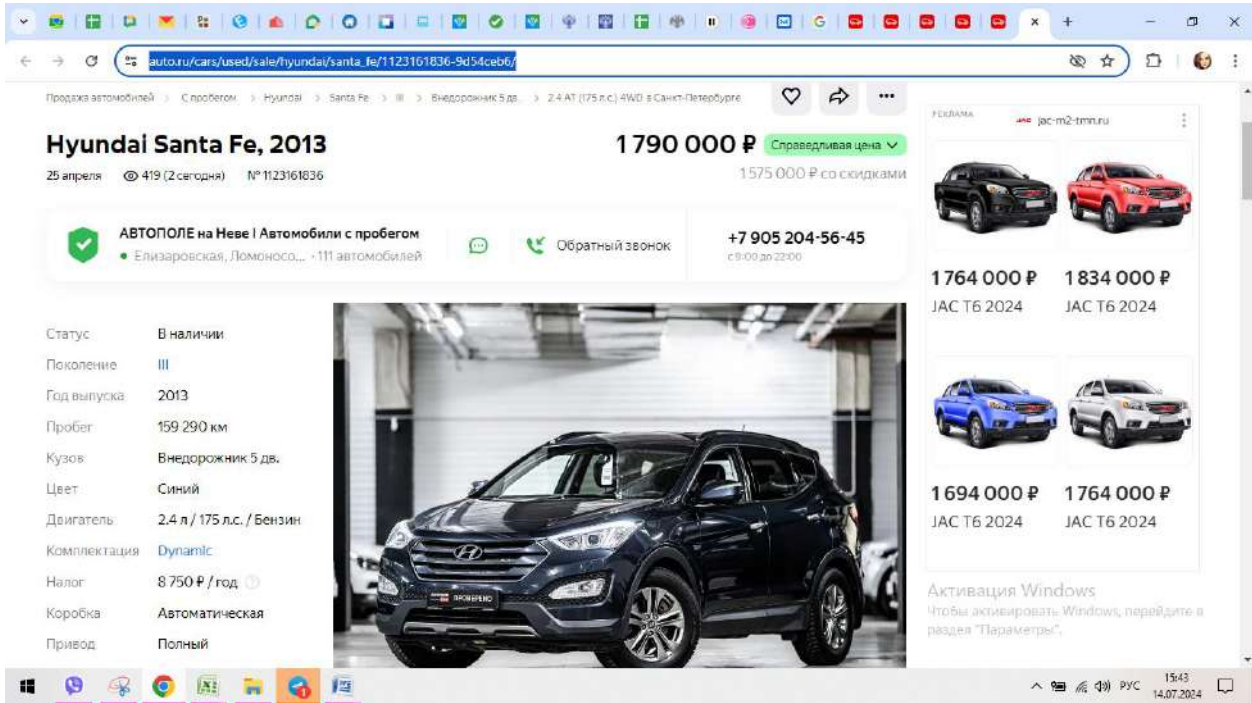 auto.ru/cars/used/sale/hyundai/santa_fe/1123161836-9d54ceb6/
Продажа автомобилей > С пробегом > Hyundai > Santa Fe > III > Внедорожник 5 дв. > 2.4 AT (175 л.с.) 4WD в Санкт-Петербурге
Hyundai Santa Fe, 2013
1 790 000 ₽ Справедливая цена
25 апреля 419 (2 сегодня) № 1123161836
1 575 000 ₽ со скидками
АВТОПОЛЕ на Неве | Автомобили с пробегом
Елизаровская, Ломоносо... · 111 автомобилей
Обратный звонок
+7 905 204-56-45
с 9:00 до 22:00
Статус В наличии
Поколение III
Год выпуска 2013
Пробег 159 290 км
Кузов Внедорожник 5 дв.
Цвет Синий
Двигатель 2.4 л / 175 л.с. / Бензин
Комплектация Dynamic
Налог 8 750 ₽ / год
Коробка Автоматическая
Привод Полный
ПРОВЕРЕНО
РЕКЛАМА
JAC jac-m2-tmn.ru
1 764 000 ₽ 1 834 000 ₽
JAC T6 2024 JAC T6 2024
1 694 000 ₽ 1 764 000 ₽
JAC T6 2024 JAC T6 2024
Активация Windows
Чтобы активировать Windows, перейдите в
раздел "Параметры".
РУС
15:43
14.07.2024